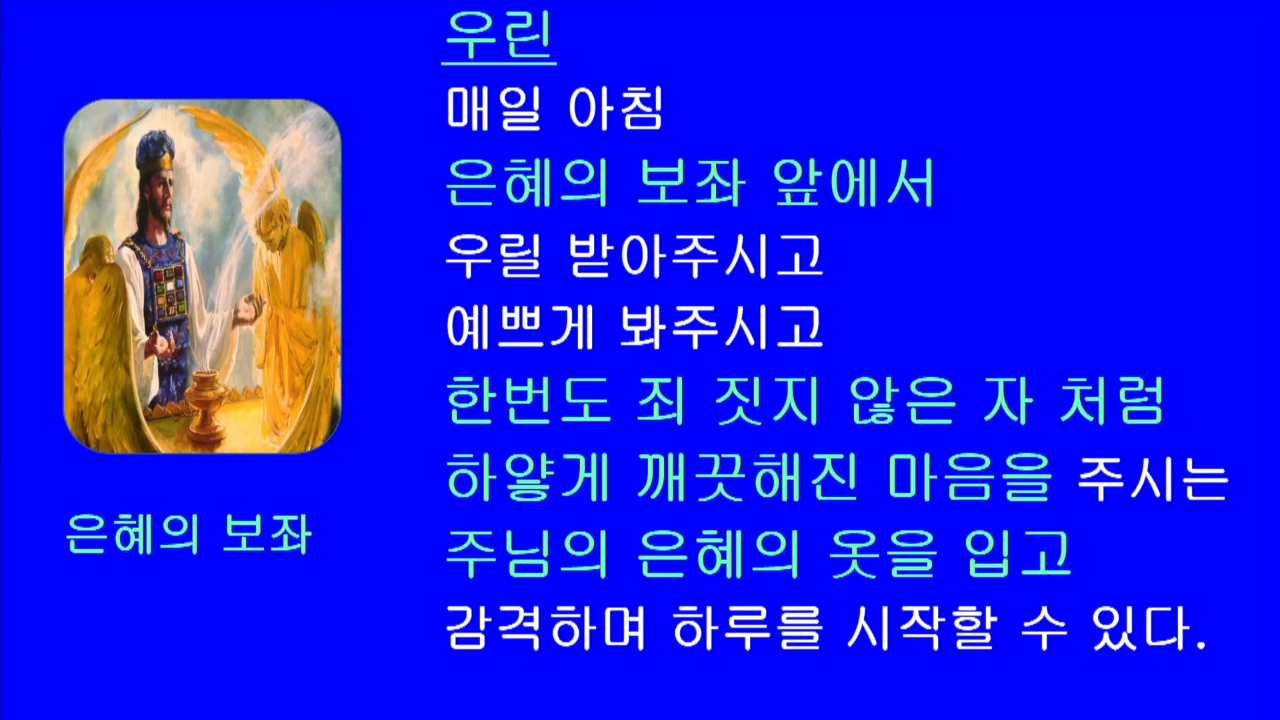 우린
매일 아침
은혜의 보좌 앞에서
우릴 받아주시고
예쁘게 봐주시고
한번도 죄 짓지 않은 자 처럼
하얗게 깨끗해진 마음을 주시는
주님의 은혜의 옷을 입고
감격하며 하루를 시작할 수 있다.
은혜의 보좌